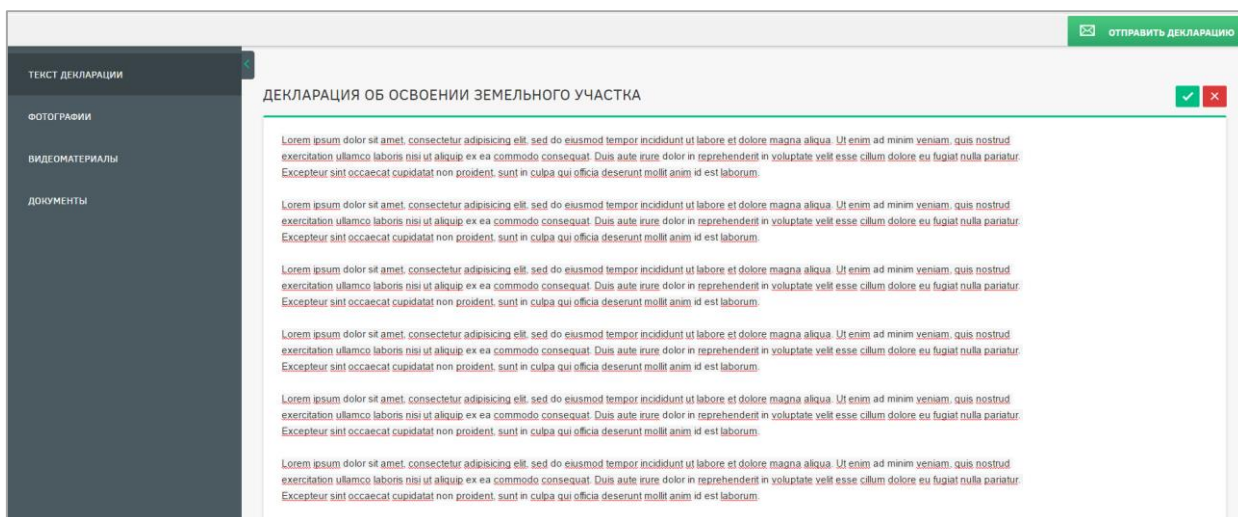 ОТПРАВИТЬ ДЕКЛАРАЦИЮ
ТЕКСТ ДЕКЛАРАЦИИ
ФОТОГРАФИИ
ВИДЕОМАТЕРИАЛЫ
ДОКУМЕНТЫ
ДЕКЛАРАЦИЯ ОБ ОСВОЕНИИ ЗЕМЕЛЬНОГО УЧАСТКА
Lorem ipsum dolor sit amet, consectetur adipisicing elit, sed do eiusmod tempor incididunt ut labore et dolore magna aliqua. Ut enim ad minim veniam, quis nostrud
exercitation ullamco laboris nisi ut aliquip ex ea commodo consequat. Duis aute irure dolor in reprehenderit in voluptate velit esse cillum dolore eu fugiat nulla pariatur.
Excepteur sint occaecat cupidatat non proident, sunt in culpa qui officia deserunt mollit anim id est laborum.
Lorem ipsum dolor sit amet, consectetur adipisicing elit, sed do eiusmod tempor incididunt ut labore et dolore magna aliqua. Ut enim ad minim veniam, quis nostrud
exercitation ullamco laboris nisi ut aliquip ex ea commodo consequat. Duis aute irure dolor in reprehenderit in voluptate velit esse cillum dolore eu fugiat nulla pariatur.
Excepteur sint occaecat cupidatat non proident, sunt in culpa qui officia deserunt mollit anim id est laborum.
Lorem ipsum dolor sit amet, consectetur adipisicing elit, sed do eiusmod tempor incididunt ut labore et dolore magna aliqua. Ut enim ad minim veniam, quis nostrud
exercitation ullamco laboris nisi ut aliquip ex ea commodo consequat. Duis aute irure dolor in reprehenderit in voluptate velit esse cillum dolore eu fugiat nulla pariatur.
Excepteur sint occaecat cupidatat non proident, sunt in culpa qui officia deserunt mollit anim id est laborum.
Lorem ipsum dolor sit amet, consectetur adipisicing elit, sed do eiusmod tempor incididunt ut labore et dolore magna aliqua. Ut enim ad minim veniam, quis nostrud
exercitation ullamco laboris nisi ut aliquip ex ea commodo consequat. Duis aute irure dolor in reprehenderit in voluptate velit esse cillum dolore eu fugiat nulla pariatur.
Excepteur sint occaecat cupidatat non proident, sunt in culpa qui officia deserunt mollit anim id est laborum.
Lorem ipsum dolor sit amet, consectetur adipisicing elit, sed do eiusmod tempor incididunt ut labore et dolore magna aliqua. Ut enim ad minim veniam, quis nostrud
exercitation ullamco laboris nisi ut aliquip ex ea commodo consequat. Duis aute irure dolor in reprehenderit in voluptate velit esse cillum dolore eu fugiat nulla pariatur.
Excepteur sint occaecat cupidatat non proident, sunt in culpa qui officia deserunt mollit anim id est laborum.
Lorem ipsum dolor sit amet, consectetur adipisicing elit, sed do eiusmod tempor incididunt ut labore et dolore magna aliqua. Ut enim ad minim veniam, quis nostrud
exercitation ullamco laboris nisi ut aliquip ex ea commodo consequat. Duis aute irure dolor in reprehenderit in voluptate velit esse cillum dolore eu fugiat nulla pariatur.
Excepteur sint occaecat cupidatat non proident, sunt in culpa qui officia deserunt mollit anim id est laborum.